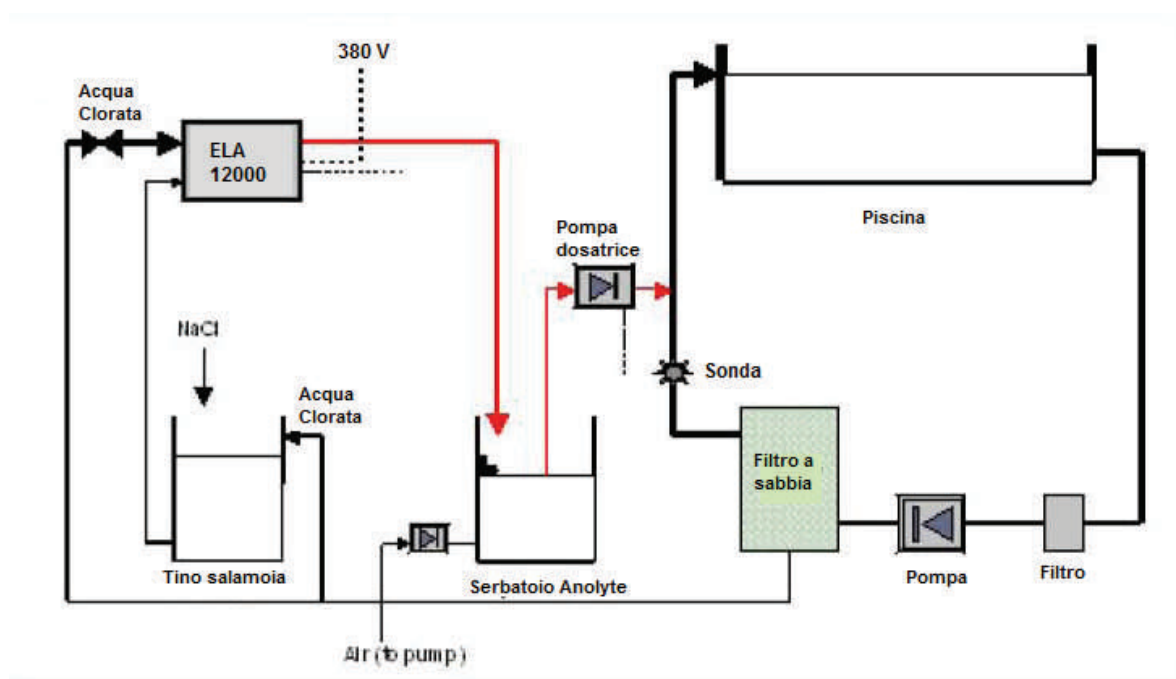 380 V
Acqua
Clorata
ELA
12000
Piscina
Pompa
dosatrice
NaCl
Sonda
Acqua
Clorata
Filtro a
sabbia
Tino salamoia
Serbatoio Anolyte
Pompa
Filtro
Air (to pump)